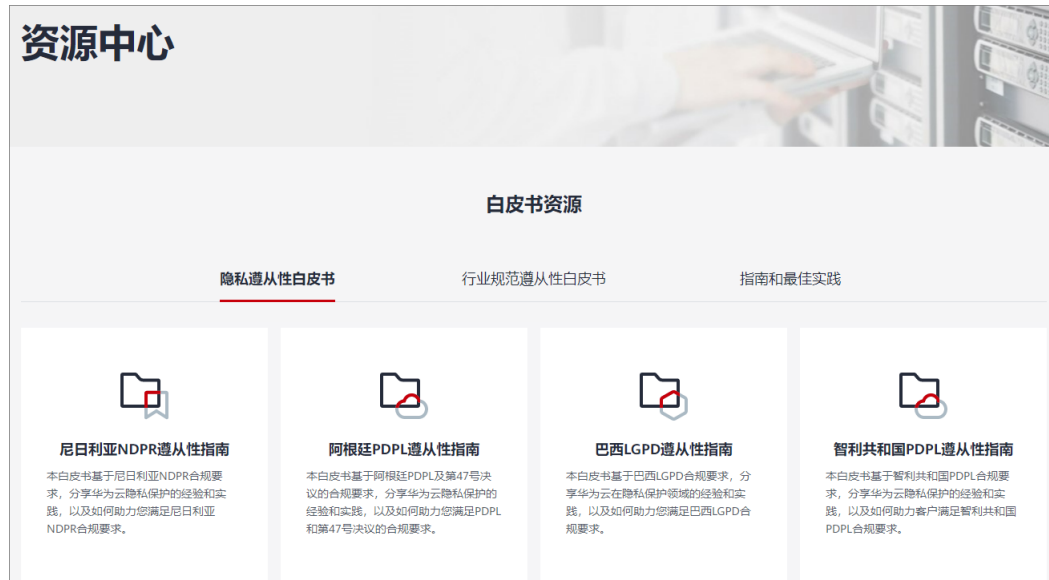 资源中心
白皮书资源
隐私遵从性白皮书
行业规范遵从性白皮书
指南和最佳实践
尼日利亚NDPR遵从性指南
本白皮书基于尼日利亚NDPR合规要
求，分享华为云隐私保护的经验和实
践，以及如何助力您满足尼日利亚
NDPR合规要求。
阿根廷PDPL遵从性指南
本白皮书基于阿根廷PDPL及第47号决
议的合规要求，分享华为云隐私保护的
经验和实践，以及如何助力您满足PDPL
和第47号决议的合规要求。
巴西LGPD遵从性指南
本白皮书基于巴西LGPD合规要求，分
享华为云在隐私保护领域的经验和实
践，以及如何助力您满足巴西LGPD合
规要求。
智利共和国PDPL遵从性指南
本白皮书基于智利共和国PDPL合规要
求，分享华为云隐私保护的经验和实
践，以及如何助力客户满足智利共和国
PDPL合规要求。